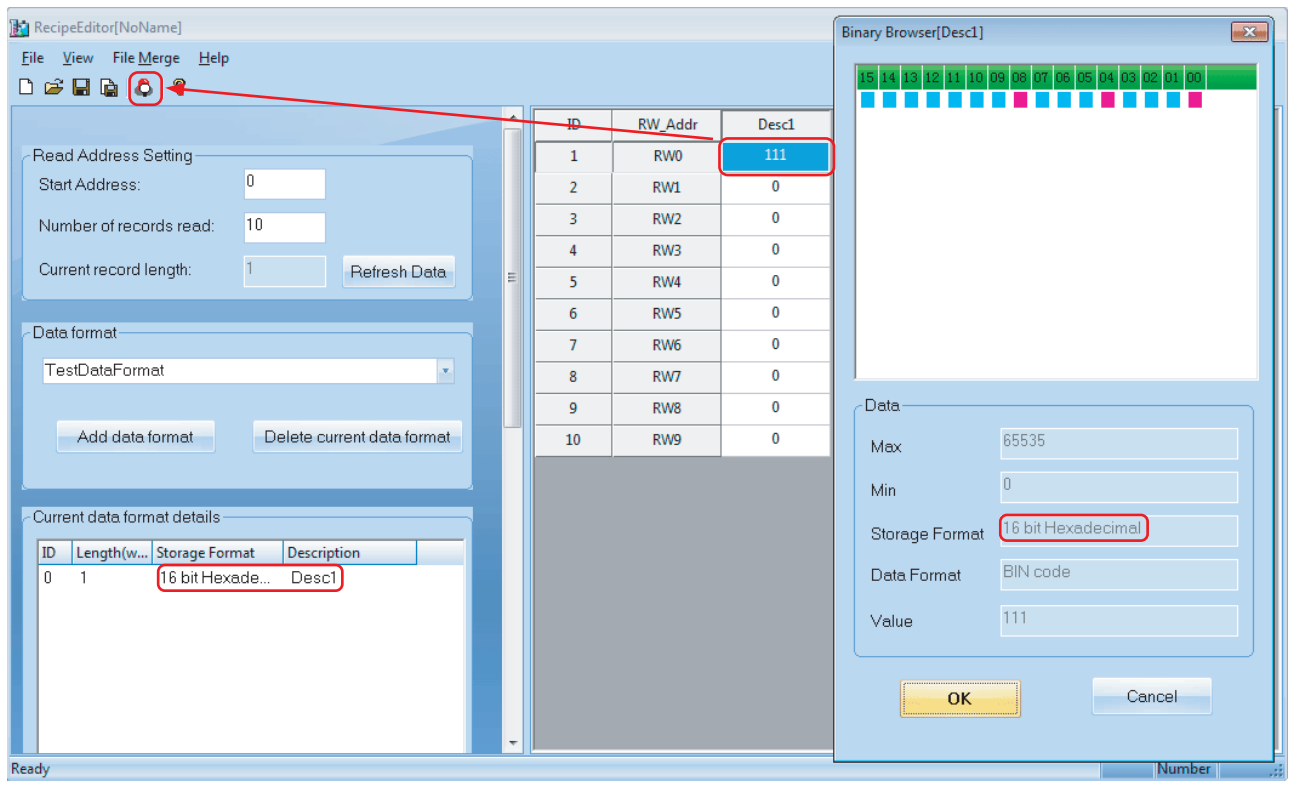 RecipeEditor[NoName]
File View File Merge Help
Read Address Setting
Start Address: 0
Number of records read: 10
Current record length: 1 Refresh Data
Data format
TestDataFormat
Add data format Delete current data format
Current data format details
ID Length(w... Storage Format Description
0 1 16 bit Hexade... Desc1
ID RW_Addr Desc1
1 RW0 111
2 RW1 0
3 RW2 0
4 RW3 0
5 RW4 0
6 RW5 0
7 RW6 0
8 RW7 0
9 RW8 0
10 RW9 0
Binary Browser[Desc1]
15 14 13 12 11 10 09 08 07 06 05 04 03 02 01 00
Data
Max 65535
Min 0
Storage Format 16 bit Hexadecimal
Data Format BIN code
Value 111
OK Cancel
Ready Number